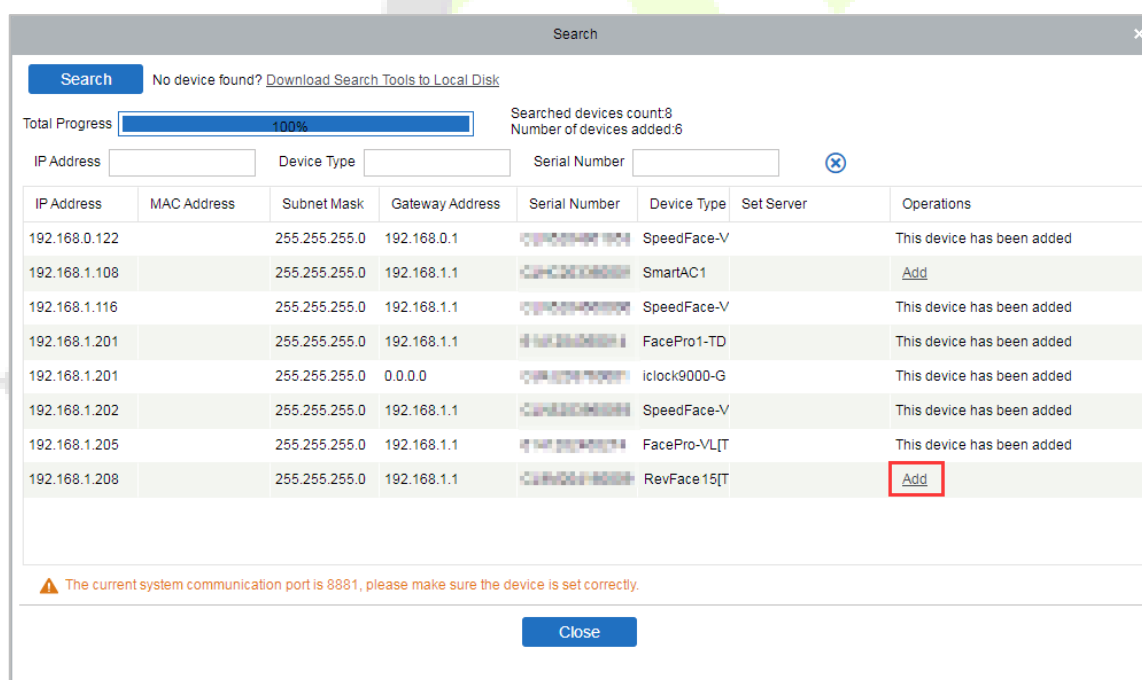 Search
Search No device found? Download Search Tools to Local Disk
Total Progress 100% Searched devices count:8
Number of devices added:6
IP Address Device Type Serial Number
IP Address MAC Address Subnet Mask Gateway Address Serial Number Device Type Set Server Operations
192.168.0.122 255.255.255.0 192.168.0.1 SpeedFace-V This device has been added
192.168.1.108 255.255.255.0 192.168.1.1 SmartAC1 Add
192.168.1.116 255.255.255.0 192.168.1.1 SpeedFace-V This device has been added
192.168.1.201 255.255.255.0 192.168.1.1 FacePro1-TD This device has been added
192.168.1.201 255.255.255.0 0.0.0.0 iclock9000-G This device has been added
192.168.1.202 255.255.255.0 192.168.1.1 SpeedFace-V This device has been added
192.168.1.205 255.255.255.0 192.168.1.1 FacePro-VL[T This device has been added
192.168.1.208 255.255.255.0 192.168.1.1 RevFace15[T Add
The current system communication port is 8881, please make sure the device is set correctly.
Close